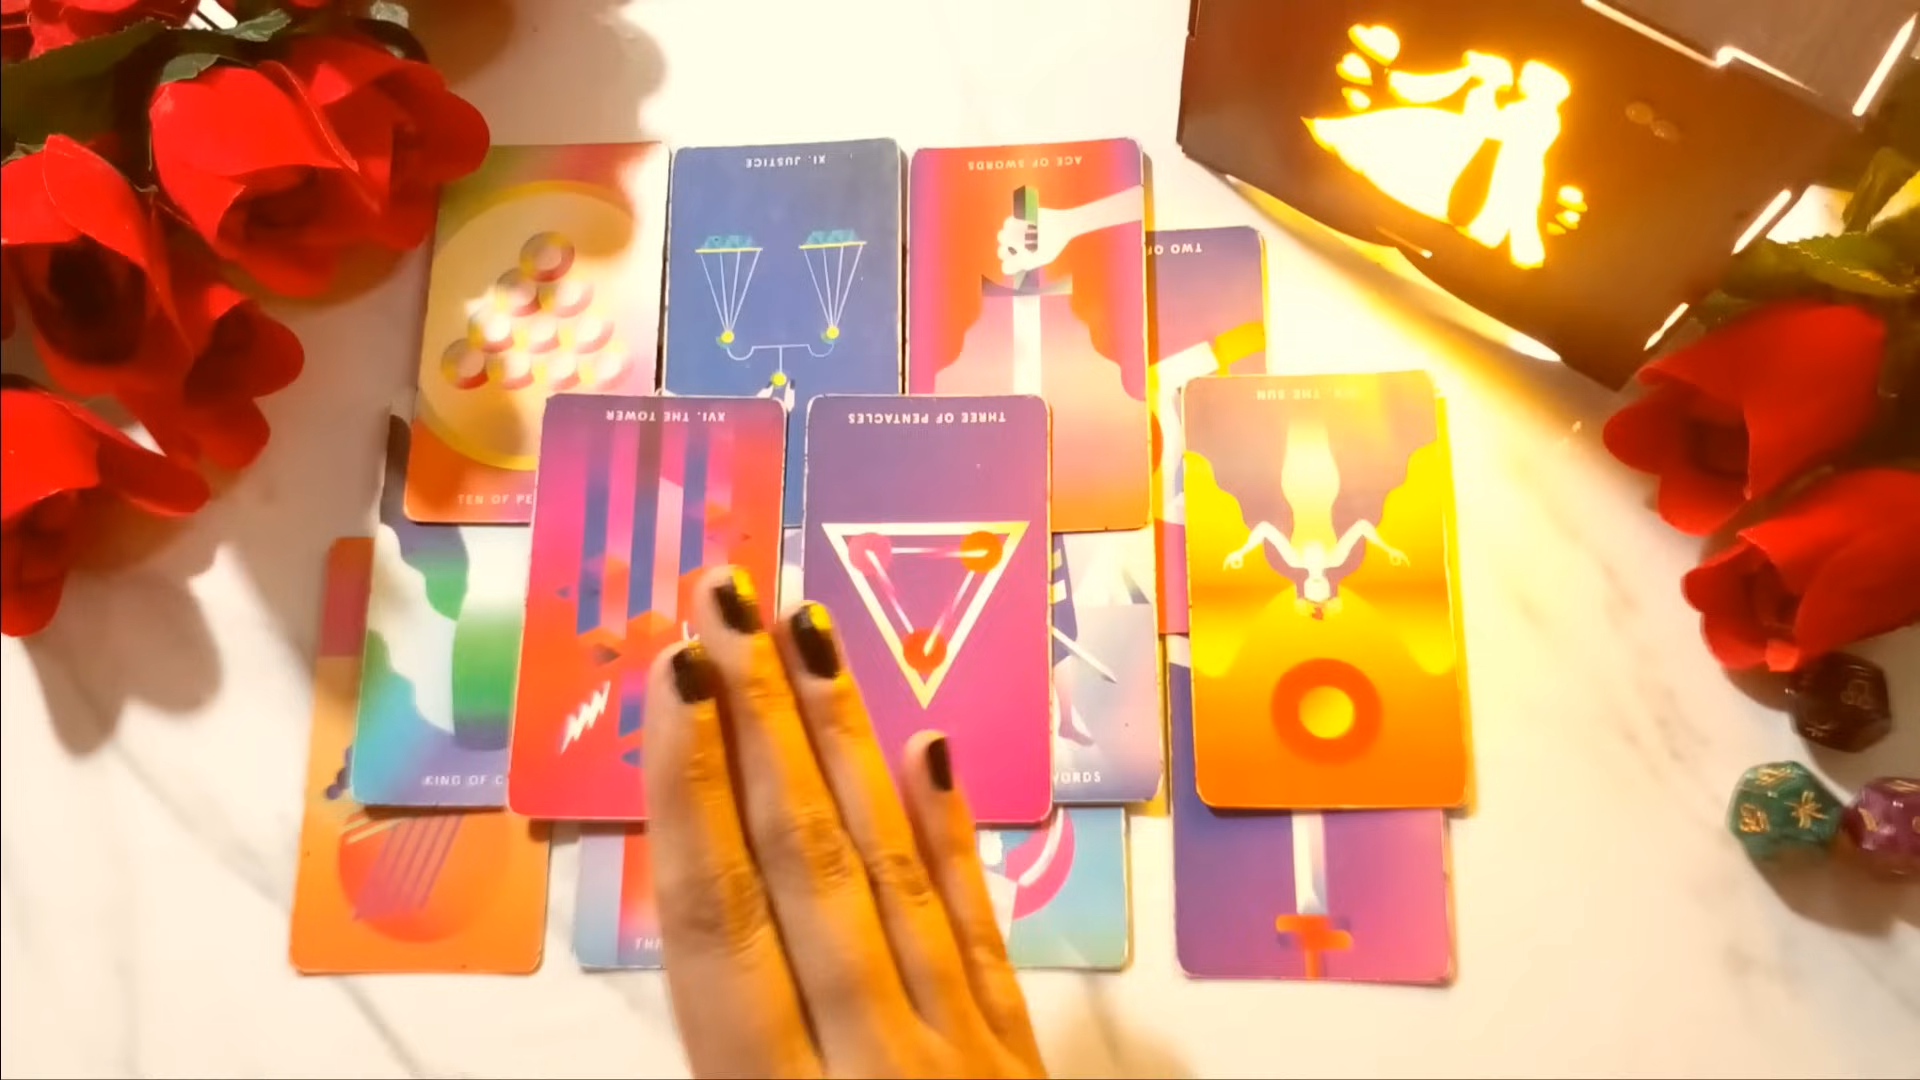 XI. JUSTICE
ACE OF SWORDS
TWO OF
THE SUN
XVI. THE TOWER
THREE OF PENTACLES
TEN OF PE
KING OF C
WORDS
TH